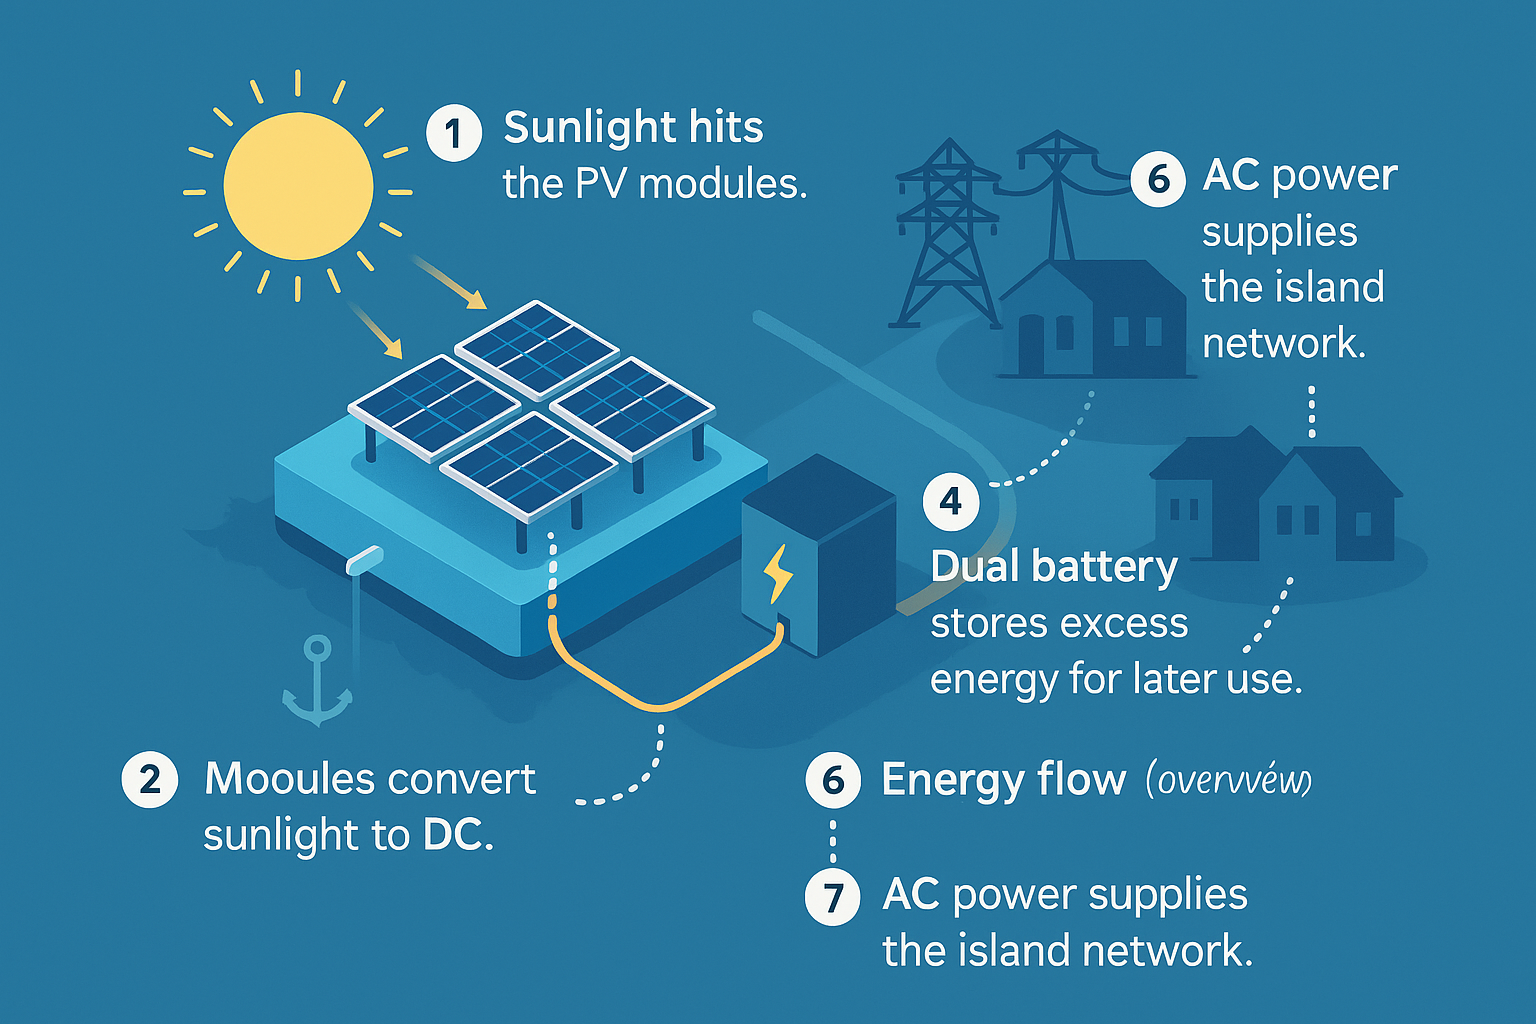 1 Sunlight hits
the PV modules.
6 AC power
supplies
the island
network.
4
Dual battery
stores excess
energy for later use.
2 Mooules convert
sunlight to DC.
6 Energy flow (overvvéw)
7 AC power supplies
the island network.